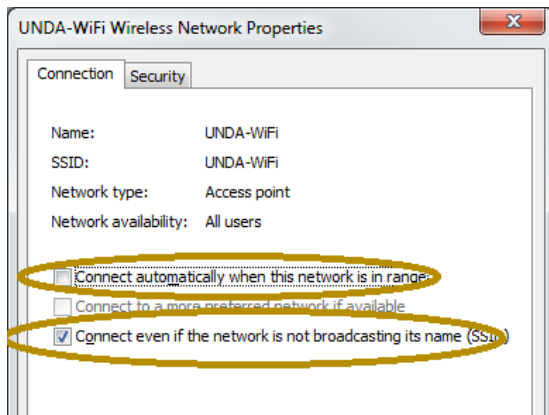 UNDA-WiFi Wireless Network Properties
Connection Security
Name: UNDA-WiFi
SSID: UNDA-WiFi
Network type: Access point
Network availability: All users
Connect automatically when this network is in range
Connect to a more preferred network if available
Connect even if the network is not broadcasting its name (SSID)